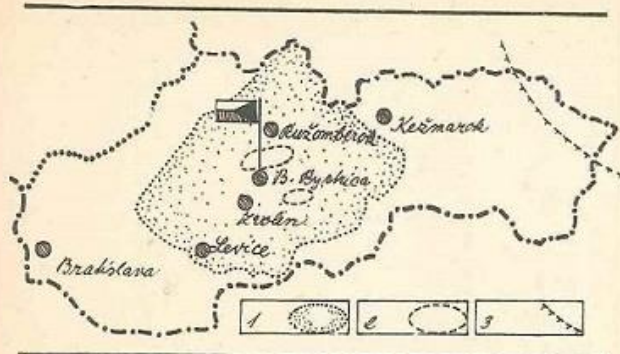 Ružomberok
Kežmarok
B. Bystrica
Zvolen
Levice
Bratislava
1
2
3